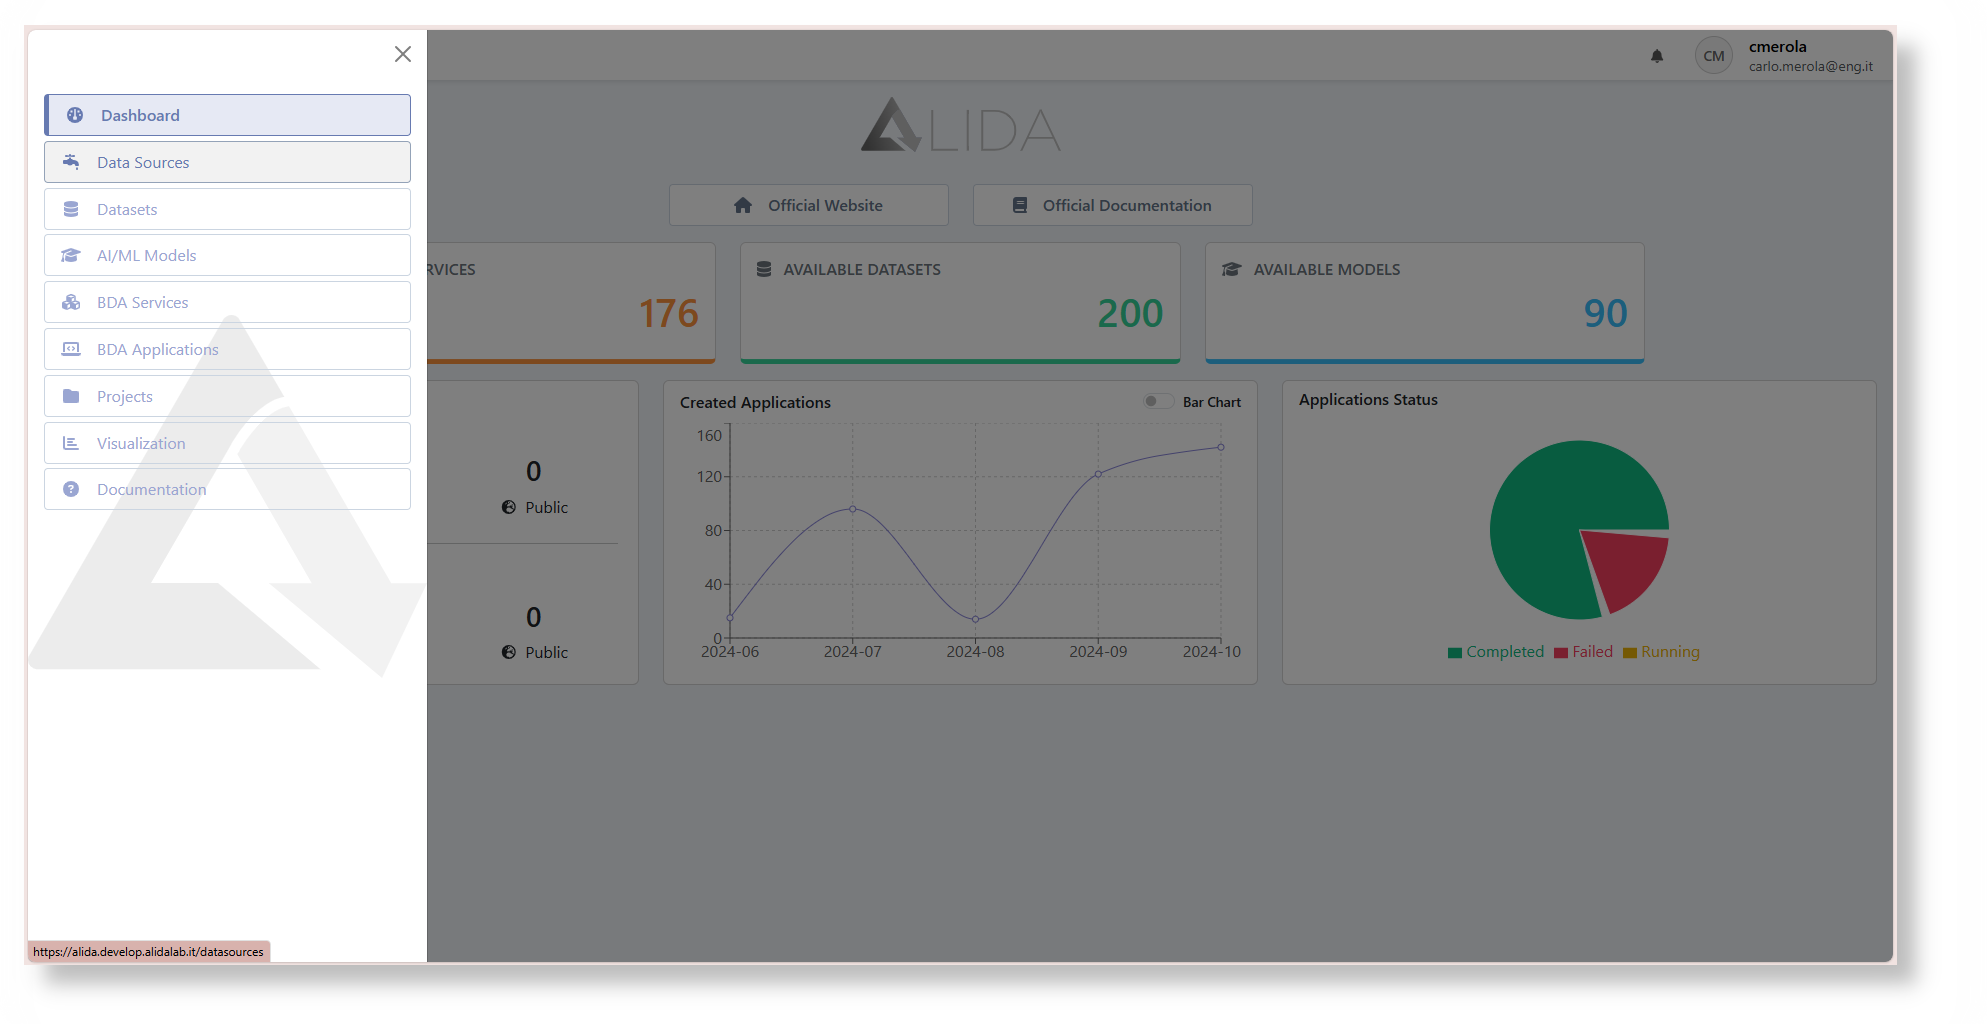 cmerola
CM
carlo.merola@eng.it
Dashboard
Data Sources
Datasets
AI/ML Models
BDA Services
BDA Applications
Projects
Visualization
Documentation
LIDA
Official Website
Official Documentation
RVICES
176
AVAILABLE DATASETS
200
AVAILABLE MODELS
90
0
Public
0
Public
Created Applications
Bar Chart
160
120
80
40
0
2024-06 2024-07 2024-08 2024-09 2024-10
Applications Status
Completed Failed Running
https://alida.develop.alidalab.it/datasources